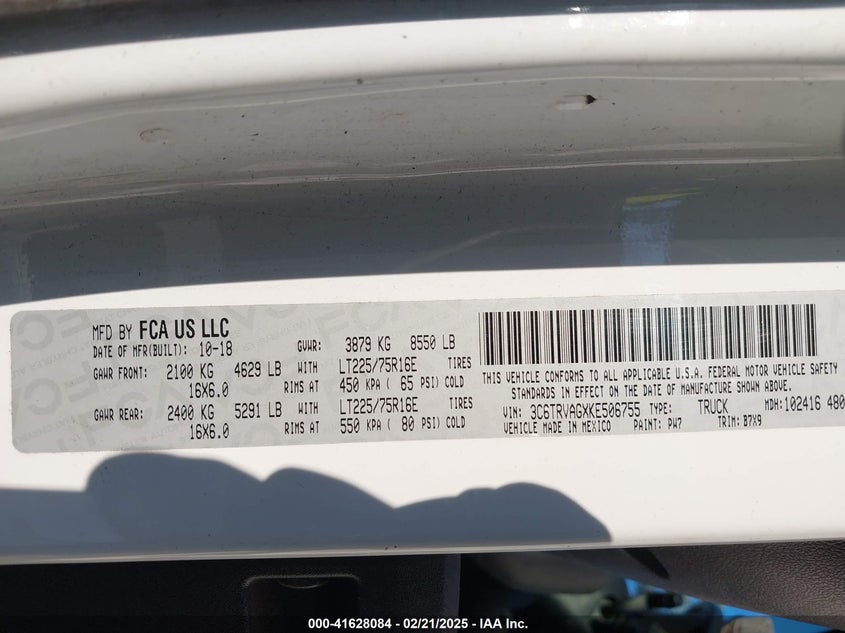 MFD BY FCA US LLC
DATE OF MFR(BUILT): 10-18
GVWR: 3879 KG 8550 LB
GAWR FRONT: 2100 KG 4629 LB WITH LT225/75R16E TIRES
16X6.0 RIMS AT 450 KPA ( 65 PSI) COLD
GAWR REAR: 2400 KG 5291 LB WITH LT225/75R16E TIRES
16X6.0 RIMS AT 550 KPA ( 80 PSI) COLD
THIS VEHICLE CONFORMS TO ALL APPLICABLE U.S.A. FEDERAL MOTOR VEHICLE SAFETY
STANDARDS IN EFFECT ON THE DATE OF MANUFACTURE SHOWN ABOVE.
VIN: 3C6TRVAGXKE506755 TYPE: TRUCK MDH: 102416 480
VEHICLE MADE IN MEXICO PAINT: PW7 TRIM: B7X9
000-41628084 - 02/21/2025 - IAA Inc.